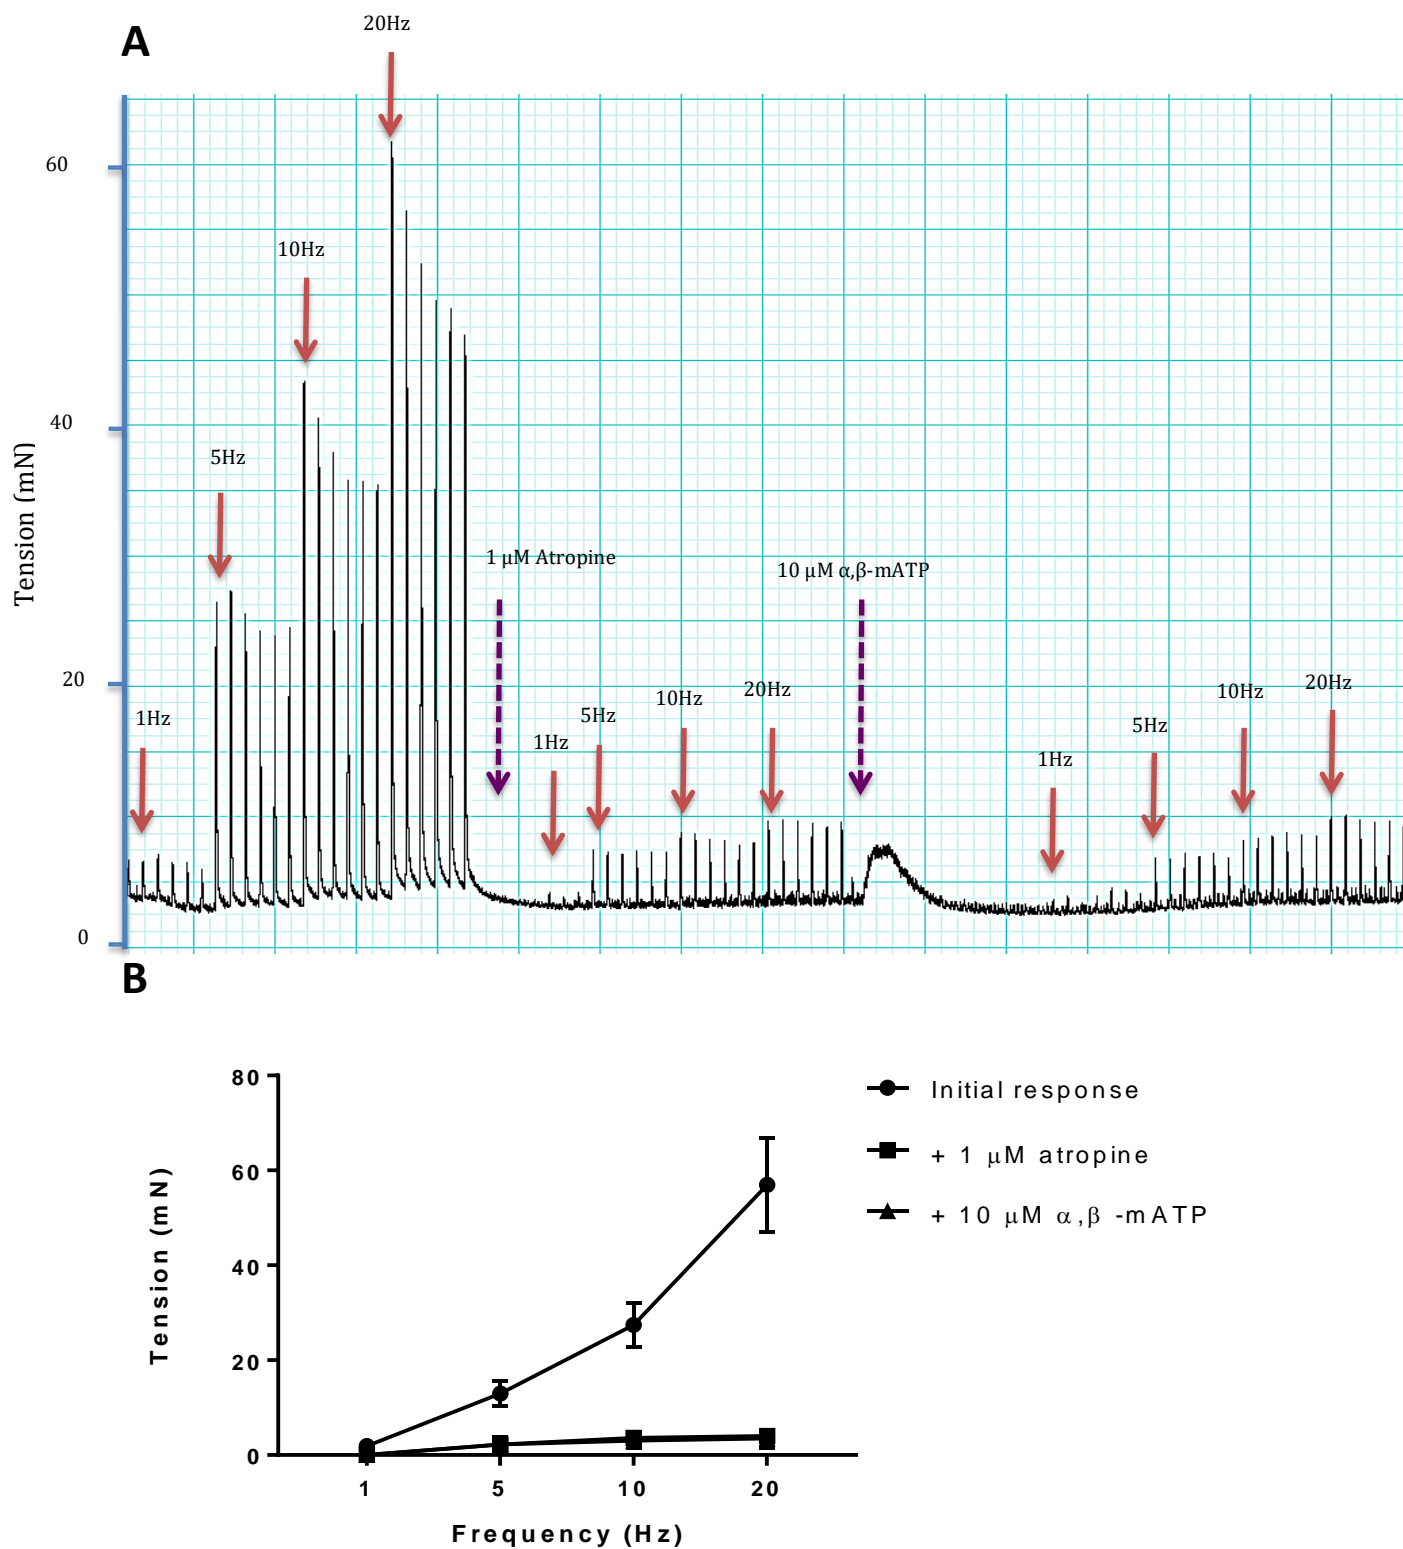 A
20Hz
60
10Hz
40
5Hz
Tension (mN)
1 μM Atropine
10 μM α,β-mATP
20
1Hz
1Hz
5Hz
10Hz
20Hz
1Hz
5Hz
10Hz
20Hz
0
B
80
60
40
20
0
Tension (mN)
1 5 10 20
Frequency (Hz)
Initial response
+ 1 μM atropine
+ 10 μM α,β -mATP